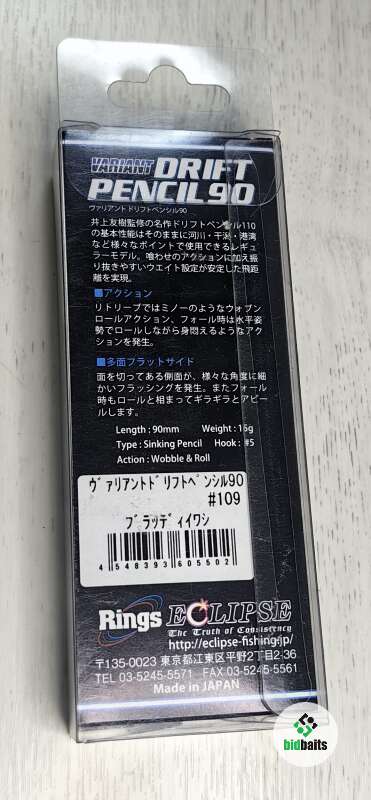 VARIANT DRIFT
PENCIL 90
ヴァリアント ドリフトペンシル90
井上友樹監修の名作ドリフトペンシル110
の基本性能はそのままに河川・干潟・港湾
など様々なポイントで使用できるレギュ
ラーモデル。喰わせのアクションに加え振
り抜きやすいウエイト設定が安定した飛距
離を実現。
■アクション
リトリーブではミノーのようなウォブン
ロールアクション、フォール時は水平姿
勢でロールしながら身悶えるようなアク
ションを発生。
■多面フラットサイド
面を切ってある側面が、様々な角度に細
かいフラッシングを発生。またフォール
時もロールと相まってギラギラとアピー
ルします。
Length : 90mm Weight : 15g
Type : Sinking Pencil Hook : #5
Action : Wobble & Roll
ヴァリアントドリフトペンシル90
#109
ブラッディイワシ
4 548393 605502
Rings ECLIPSE
The Truth of Consistency
http://eclipse-fishing.jp/
〒135-0023 東京都江東区平野2丁目2-36
TEL 03-5245-5571 FAX 03-5245-5561
Made in JAPAN
bidbaits